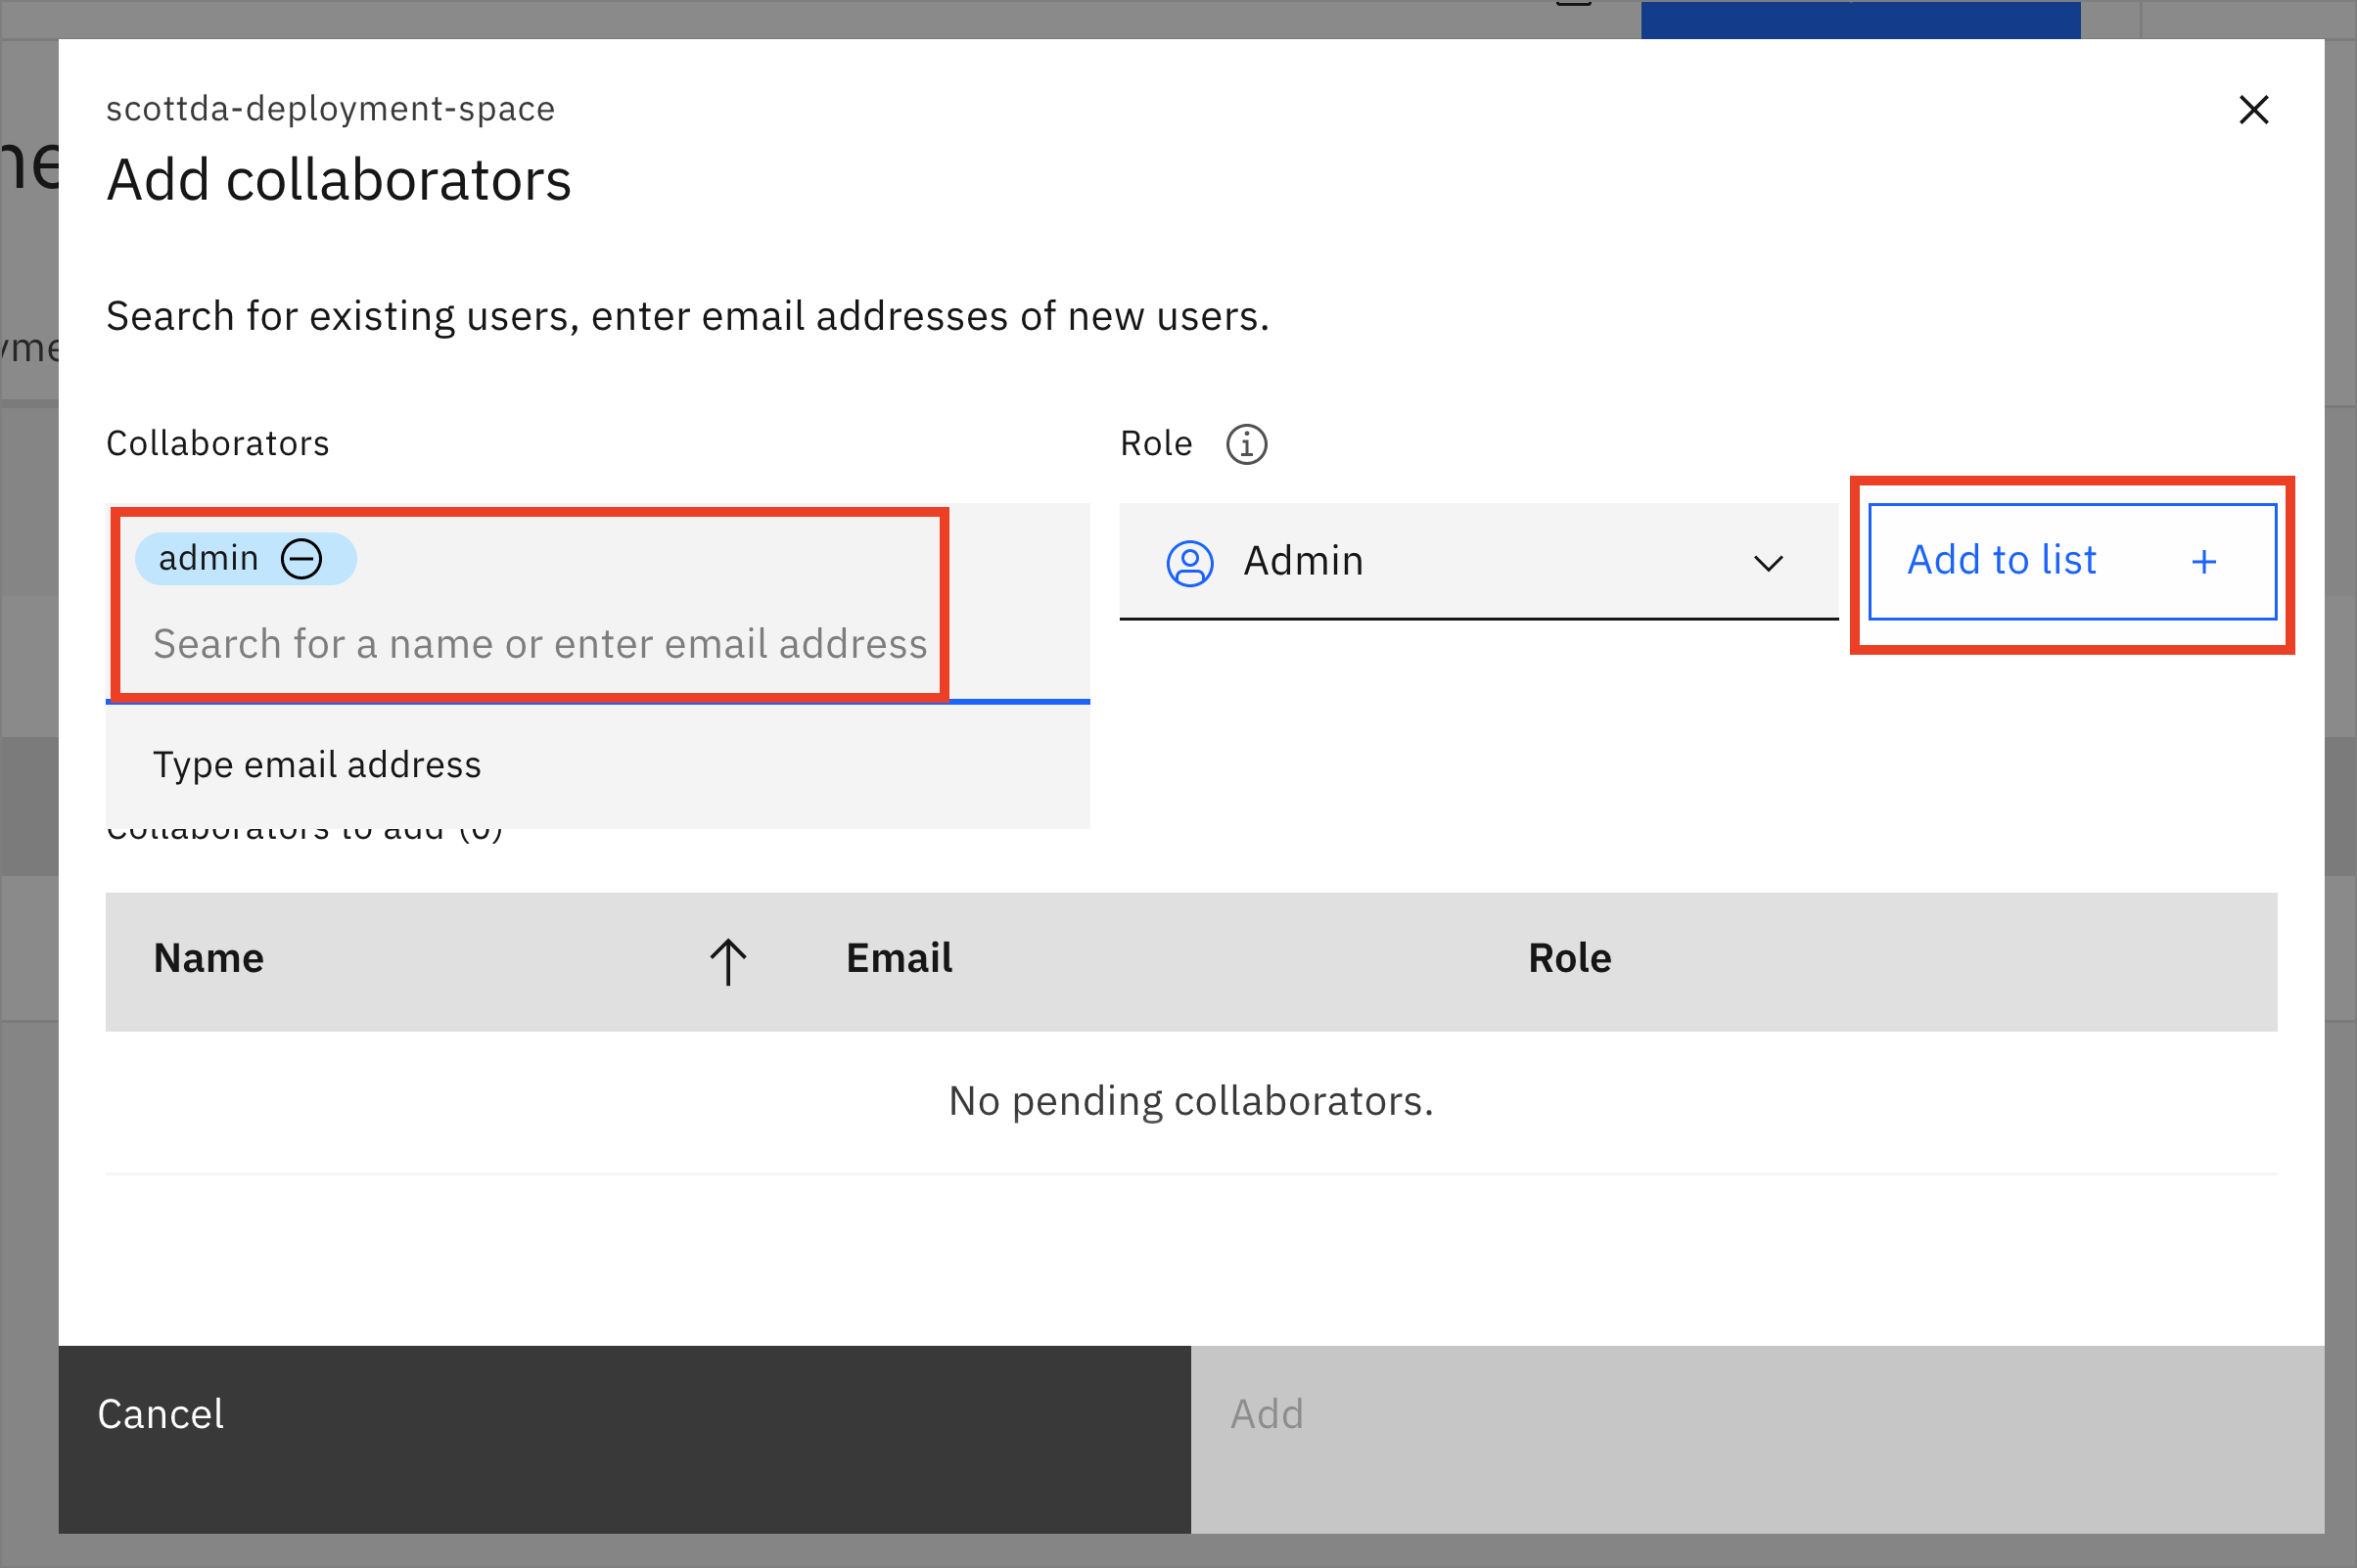 scottda-deployment-space
Add collaborators
Search for existing users, enter email addresses of new users.
Collaborators
Role
admin
Search for a name or enter email address
Admin
Add to list +
Type email address
Collaborators to add (0)
Name
Email
Role
No pending collaborators.
Cancel
Add